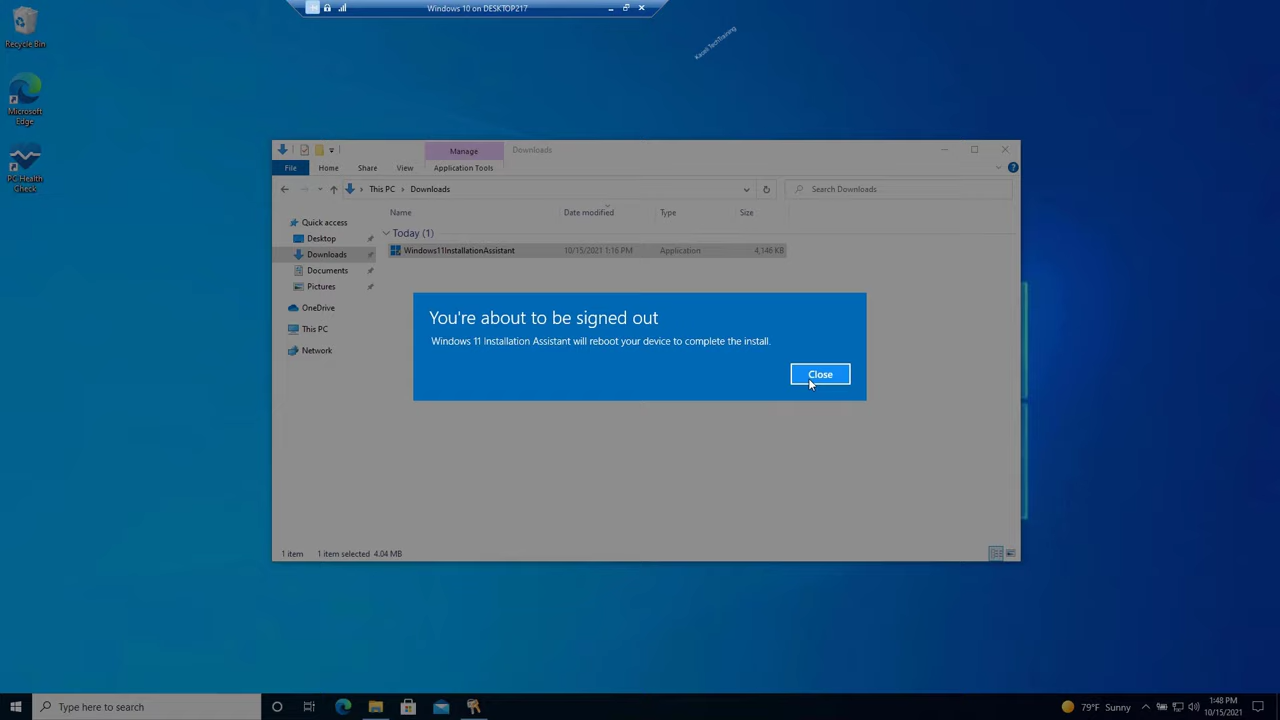 Windows 10 on DESKTOP217
Kaseli TechTraining
Recycle Bin
Microsoft
Edge
PC Health
Check
Manage
Downloads
File
Home
Share
View
Application Tools
This PC
Downloads
Search Downloads
Name
Date modified
Type
Size
Quick access
Today (1)
Desktop
Windows11InstallationAssistant
10/15/2021 1:16 PM
Application
4,146 KB
Downloads
Documents
Pictures
OneDrive
This PC
Network
You're about to be signed out
Windows 11 Installation Assistant will reboot your device to complete the install.
Close
1 item
1 item selected
4.04 MB
Type here to search
79°F Sunny
1:48 PM
10/15/2021